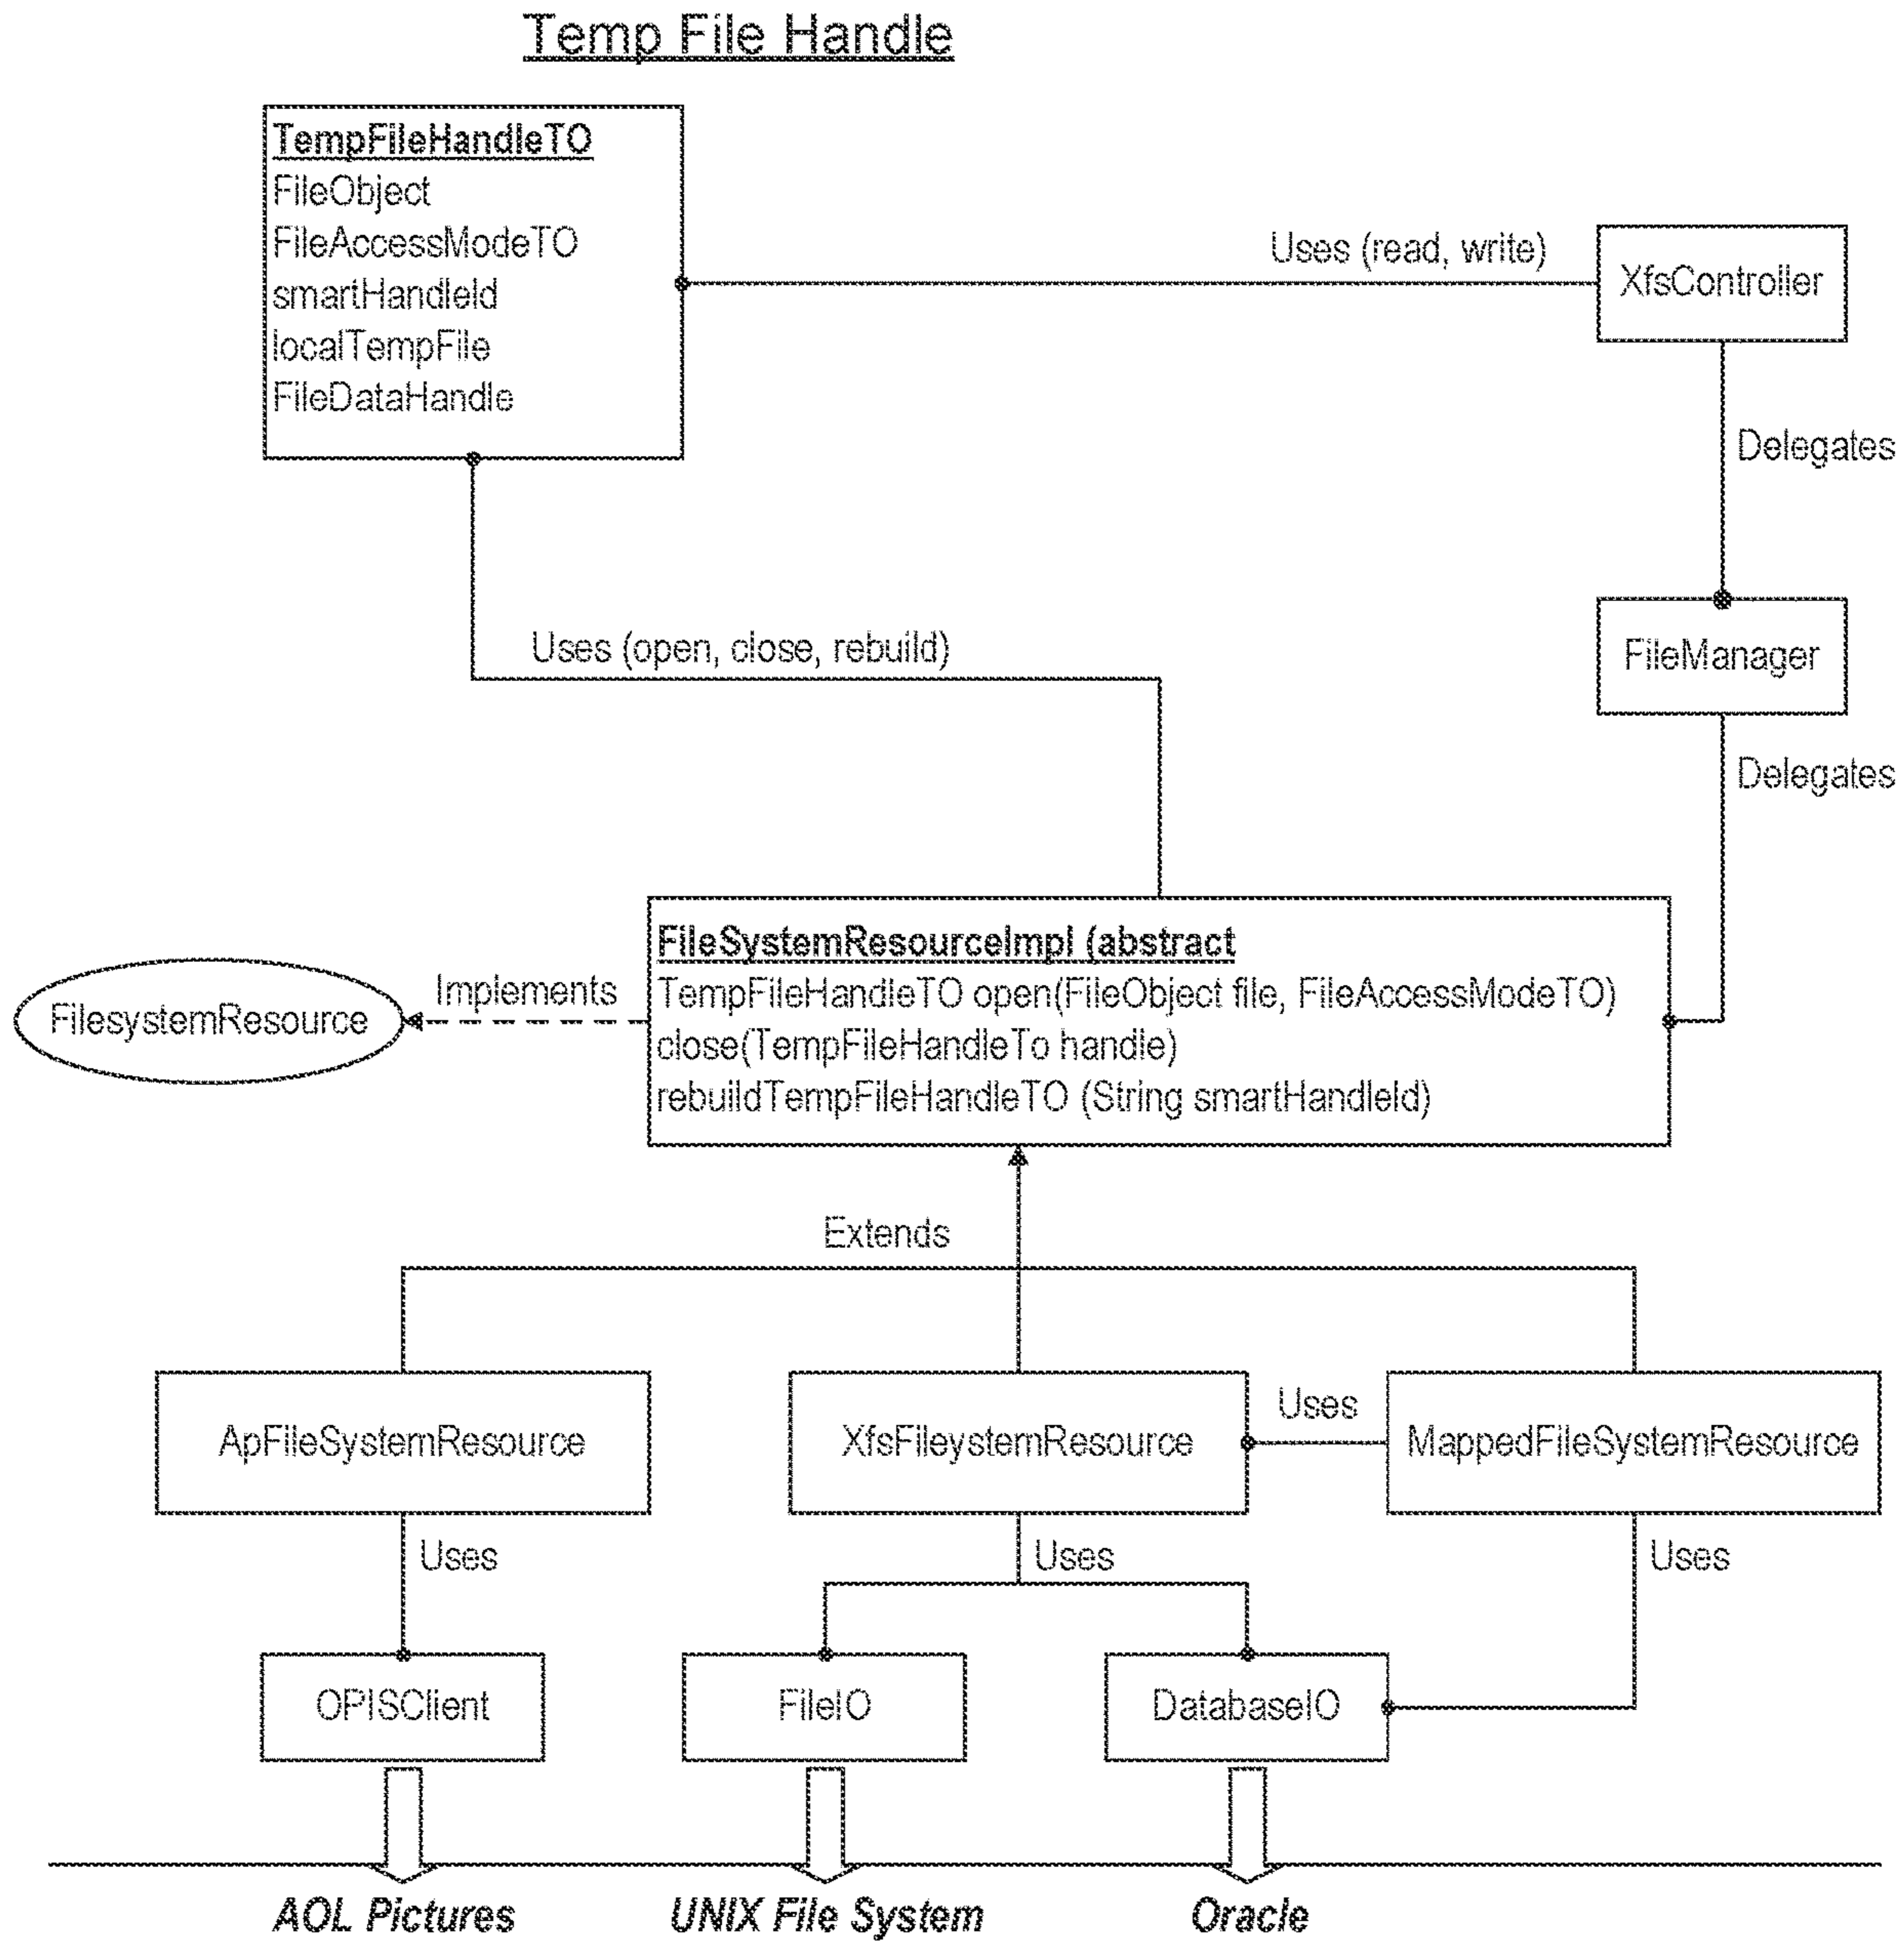 Temp File Handle
TempFileHandleTO
FileObject
FileAccessModeTO
smartHandleId
localTempFile
FileDataHandle
Uses (read, write)
XfsController
Delegates
FileManager
Uses (open, close, rebuild)
Delegates
FileSystemResourceImpl (abstract
TempFileHandleTO open(FileObject file, FileAccessModeTO)
close(TempFileHandleTo handle)
rebuildTempFileHandleTO (String smartHandleId)
Implements
FilesystemResource
Extends
ApFileSystemResource
XfsFileystemResource
Uses
MappedFileSystemResource
Uses
Uses
Uses
OPISClient
FileIO
DatabaseIO
AOL Pictures
UNIX File System
Oracle